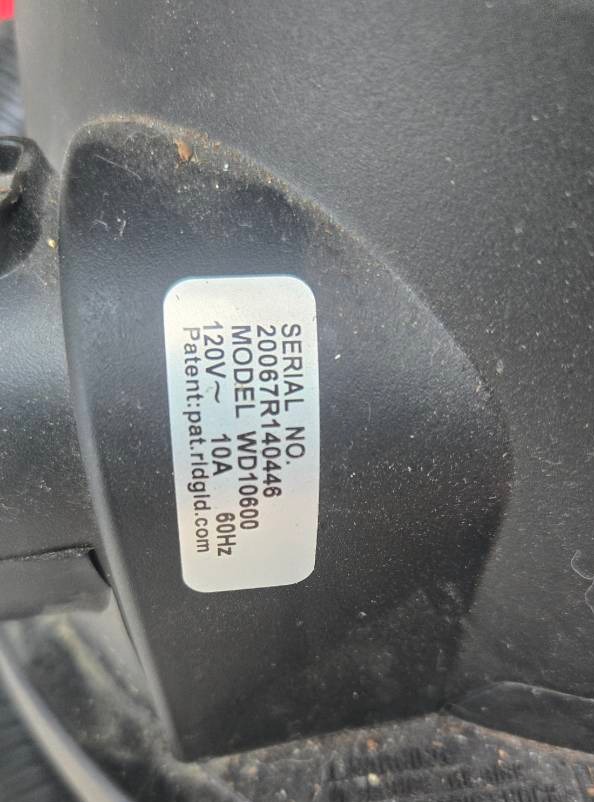 SERIAL NO.
20067R140446
MODEL WD10600
120V~ 10A 60Hz
Patent:pat.ridgid.com